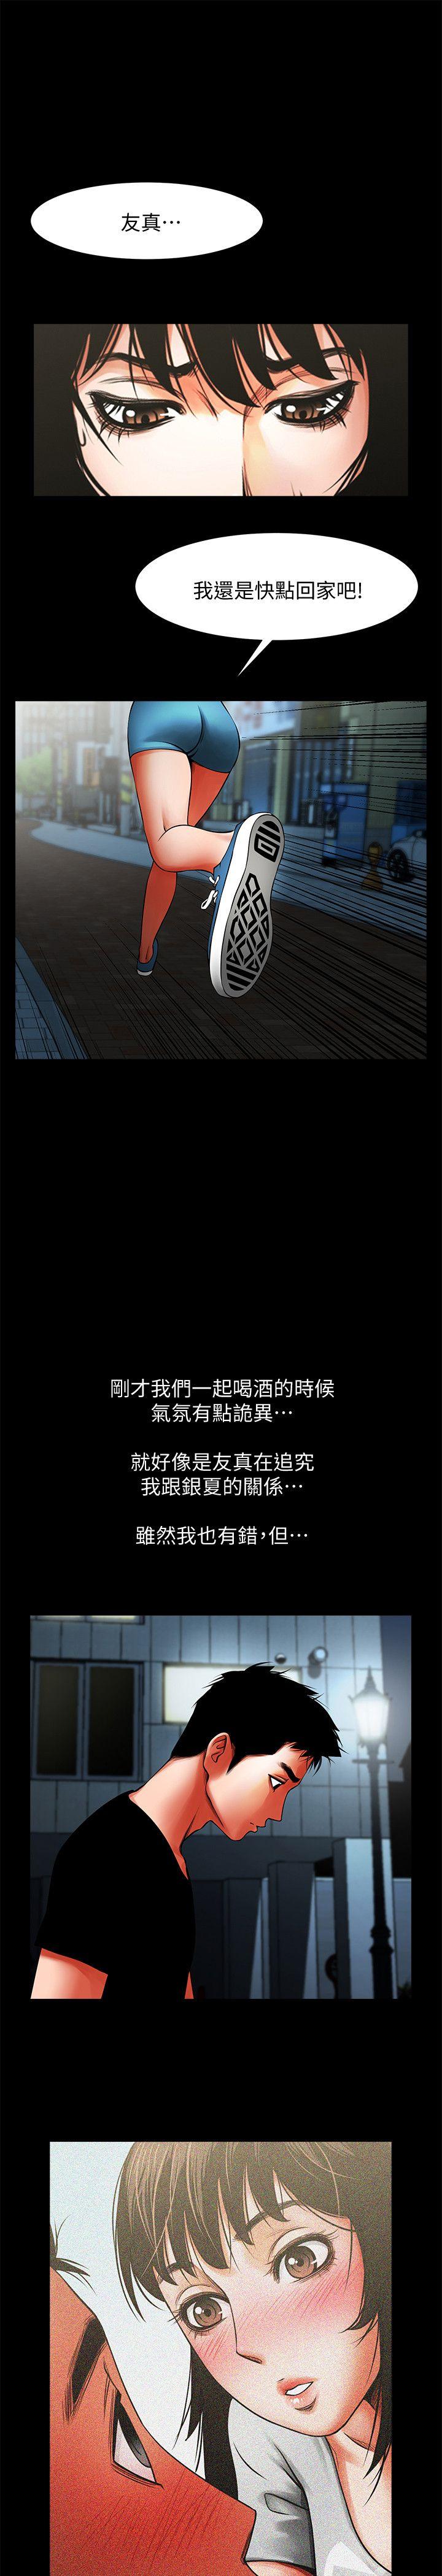 友真⋯
我還是快點回家吧!
剛才我們一起喝酒的時候
氣氛有點詭異⋯
就好像是友真在追究
我跟銀夏的關係⋯
雖然我也有錯,但⋯